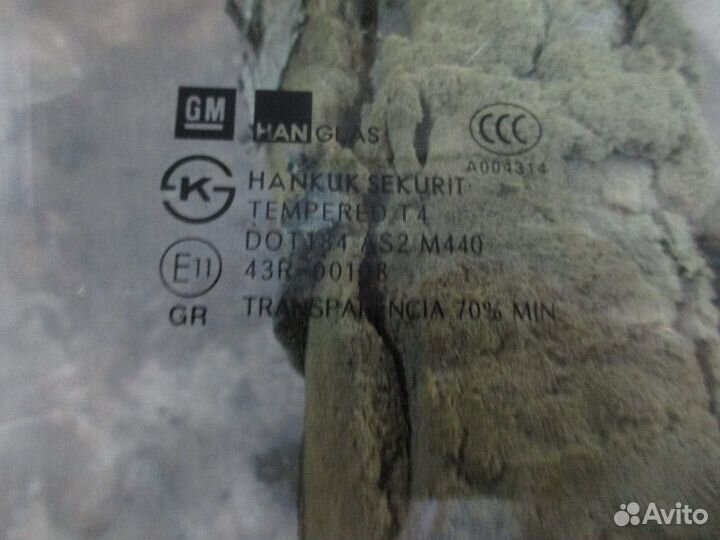 GM HANGLAS CCC
A004314
K HANKUK SEKURIT
TEMPERED T4
DOT184 AS2 M440
E11 43R-00108
GR TRANSPARENCIA 70% MIN
Avito